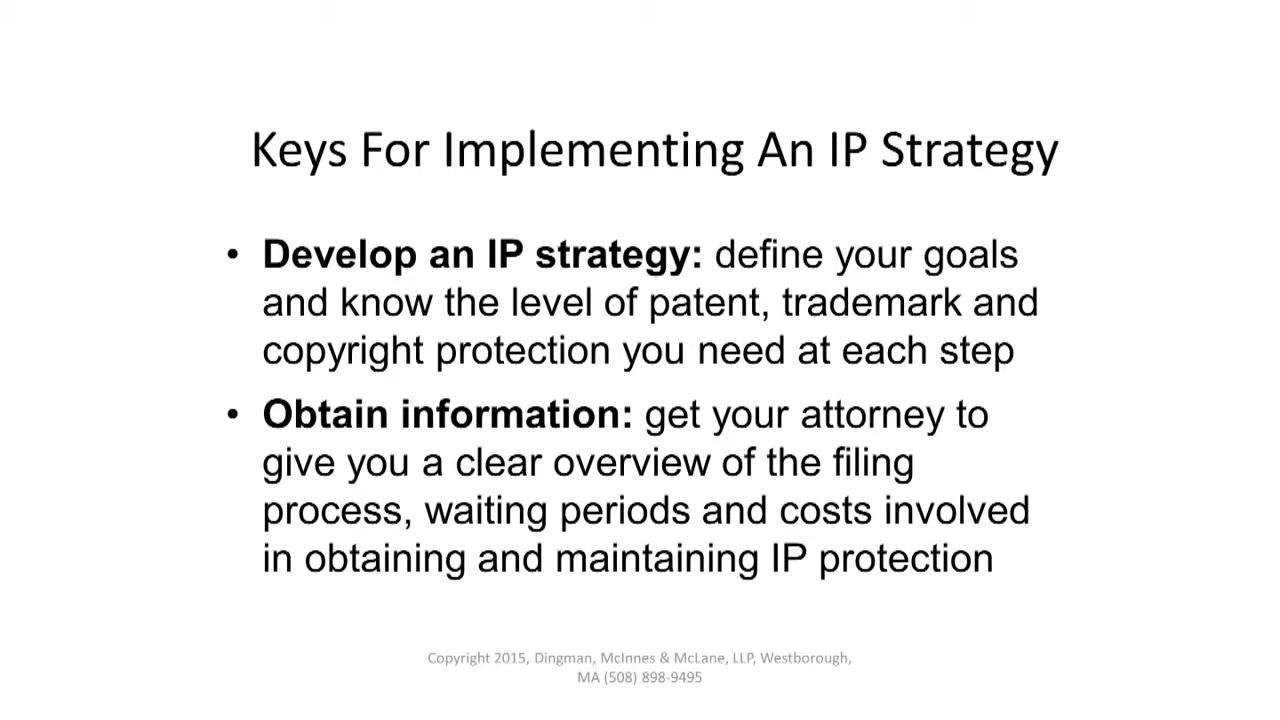 Keys For Implementing An IP Strategy
• Develop an IP strategy: define your goals
and know the level of patent, trademark and
copyright protection you need at each step
• Obtain information: get your attorney to
give you a clear overview of the filing
process, waiting periods and costs involved
in obtaining and maintaining IP protection
Copyright 2015, Dingman, McInnes & McLane, LLP, Westborough,
MA (508) 898-9495